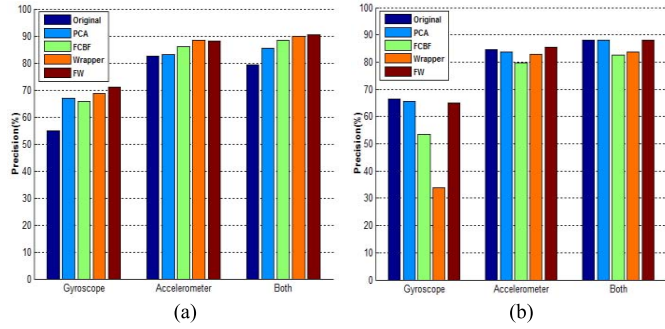 100
90
80
70
60
50
40
30
20
10
0
Precision(%)
Original
PCA
FCBF
Wrapper
FW
Gyroscope Accelerometer Both
(a)
100
90
80
70
60
50
40
30
20
10
0
Precision(%)
Original
PCA
FCBF
Wrapper
FW
Gyroscope Accelerometer Both
(b)